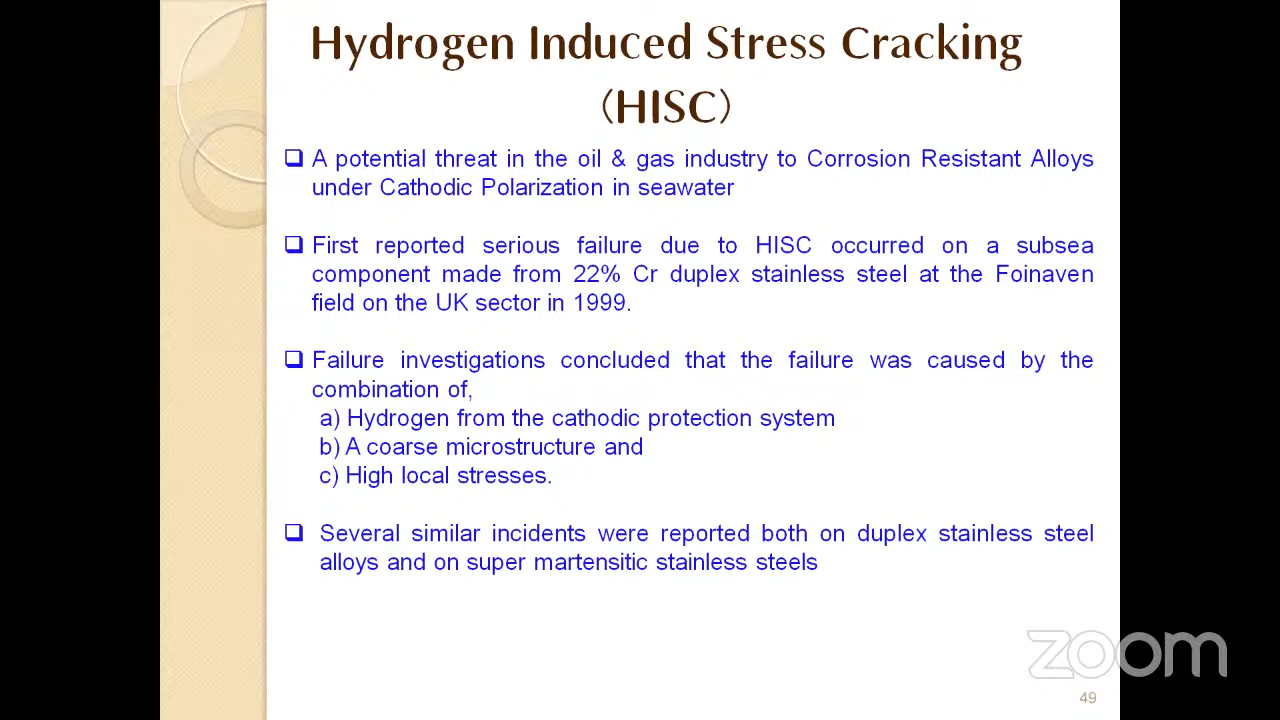 Hydrogen Induced Stress Cracking
(HISC)
❑ A potential threat in the oil & gas industry to Corrosion Resistant Alloys
under Cathodic Polarization in seawater
❑ First reported serious failure due to HISC occurred on a subsea
component made from 22% Cr duplex stainless steel at the Foinaven
field on the UK sector in 1999.
❑ Failure investigations concluded that the failure was caused by the
combination of,
a) Hydrogen from the cathodic protection system
b) A coarse microstructure and
c) High local stresses.
❑ Several similar incidents were reported both on duplex stainless steel
alloys and on super martensitic stainless steels
zoom
49